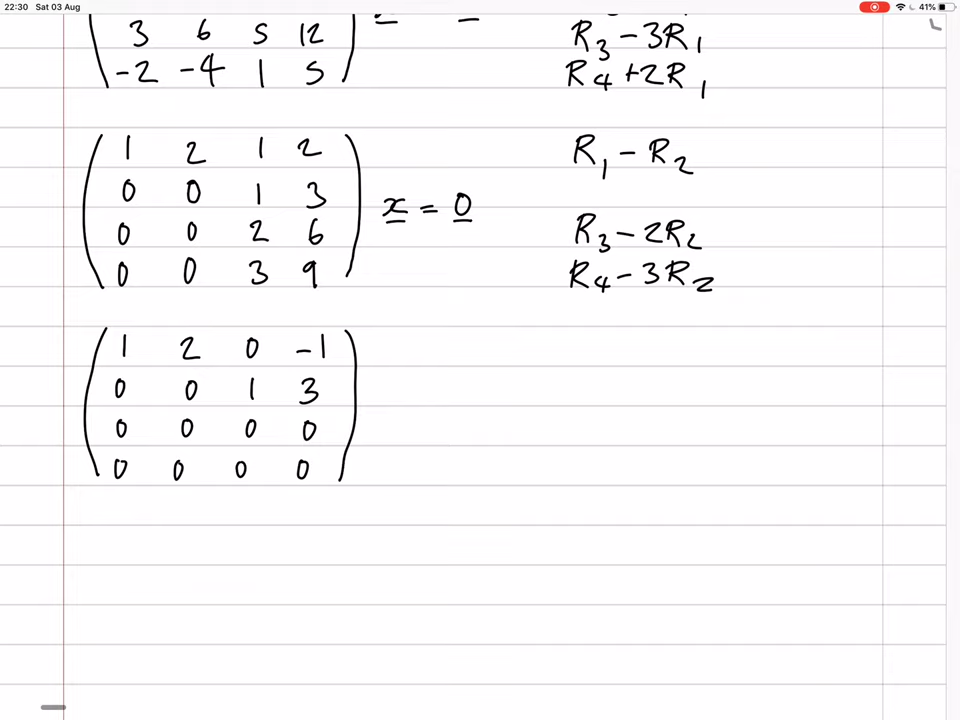 22:30 Sat 03 Aug 41%
3 6 5 12 R3 - 3R1
-2 -4 1 5 R4 + 2R1
1 2 1 2 R1 - R2
0 0 1 3 x = 0
0 0 2 6 R3 - 2R2
0 0 3 9 R4 - 3R2
1 2 0 -1
0 0 1 3
0 0 0 0
0 0 0 0